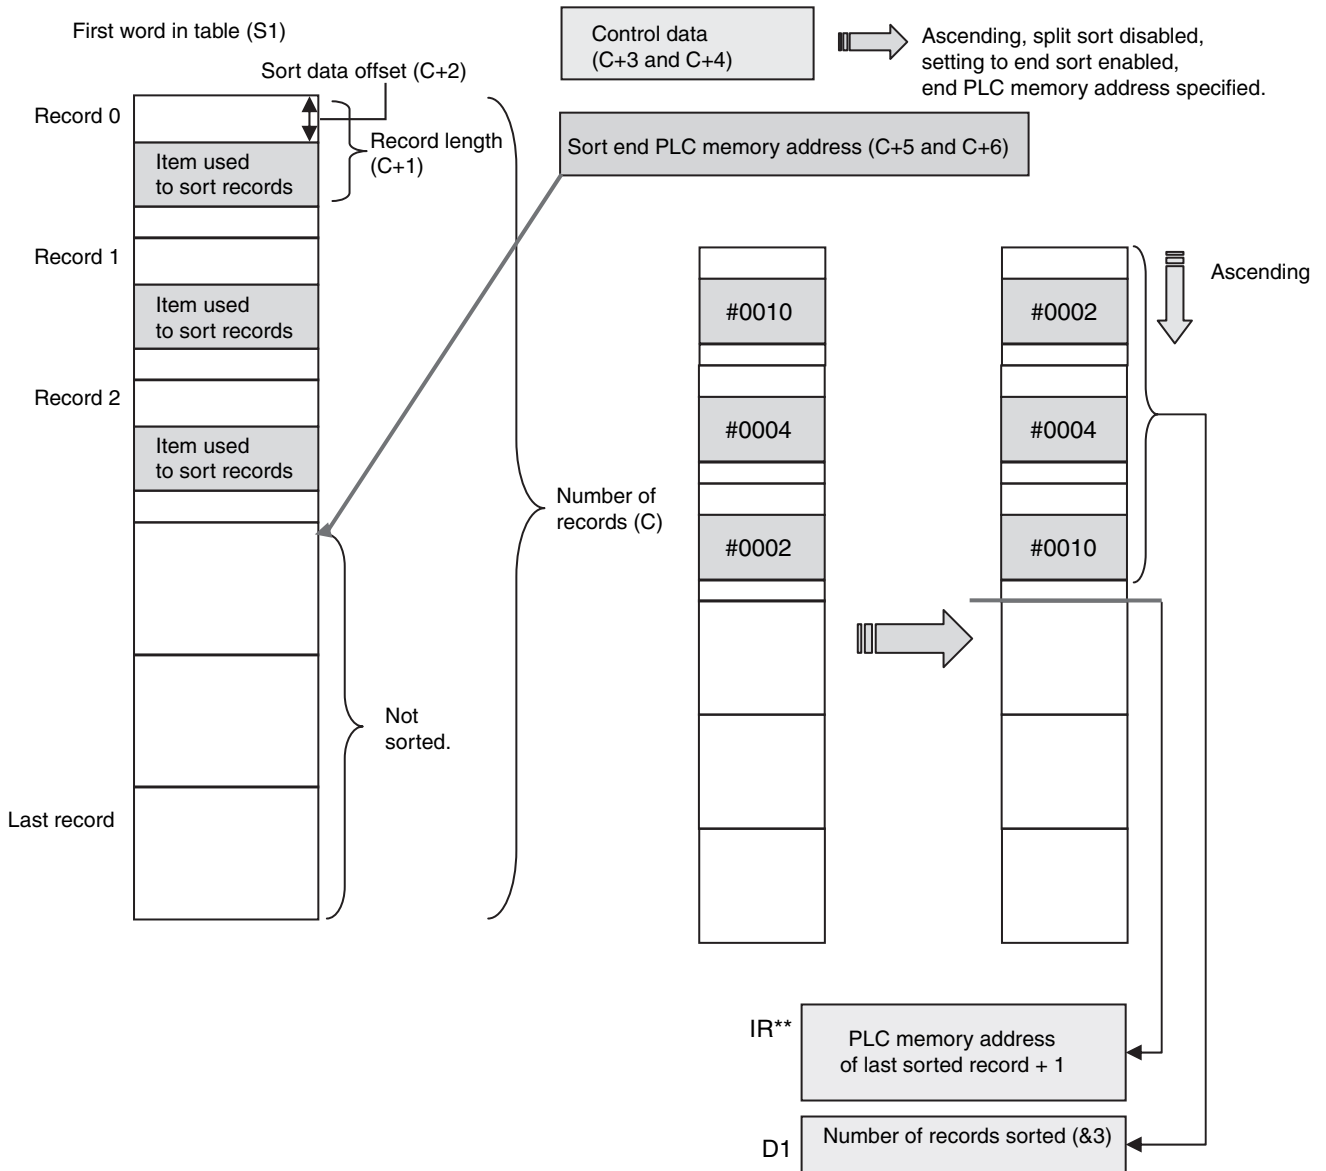 First word in table (S1)
Sort data offset (C+2)
Control data
(C+3 and C+4)
Ascending, split sort disabled,
setting to end sort enabled,
end PLC memory address specified.
Record 0
Record length
(C+1)
Sort end PLC memory address (C+5 and C+6)
Item used
to sort records
Record 1
Item used
to sort records
Record 2
Item used
to sort records
Number of
records (C)
Not
sorted.
Last record
#0010
#0004
#0002
#0002
#0004
#0010
Ascending
IR**
PLC memory address
of last sorted record + 1
D1
Number of records sorted (&3)